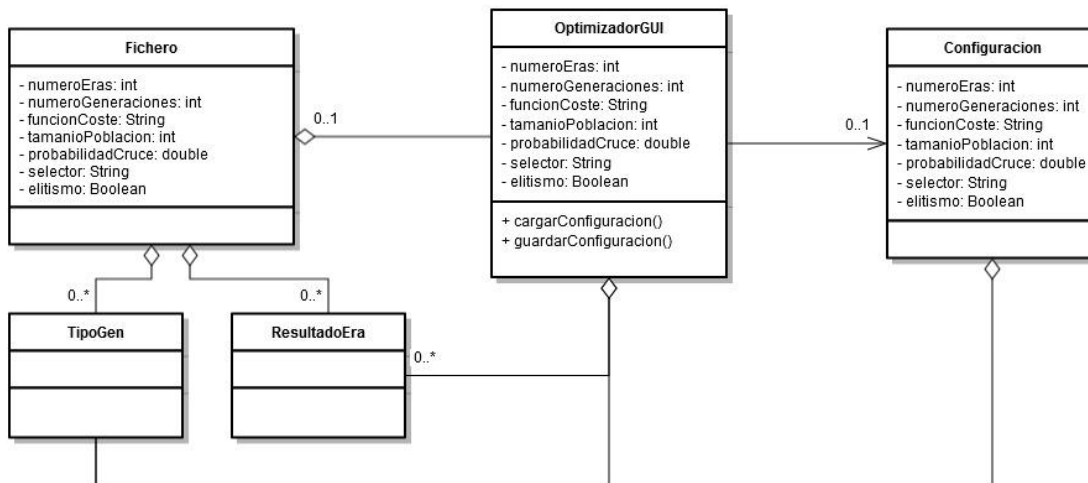 Fichero
- numeroEras: int
- numeroGeneraciones: int
- funcionCoste: String
- tamanioPoblacion: int
- probabilidadCruce: double
- selector: String
- elitismo: Boolean
0..1
OptimizadorGUI
- numeroEras: int
- numeroGeneraciones: int
- funcionCoste: String
- tamanioPoblacion: int
- probabilidadCruce: double
- selector: String
- elitismo: Boolean
+ cargarConfiguracion()
+ guardarConfiguracion()
0..1
Configuracion
- numeroEras: int
- numeroGeneraciones: int
- funcionCoste: String
- tamanioPoblacion: int
- probabilidadCruce: double
- selector: String
- elitismo: Boolean
0..*
0..*
TipoGen
ResultadoEra
0..*